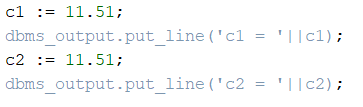 c1 := 11.51;
dbms_output.put_line('c1 = '||c1);
c2 := 11.51;
dbms_output.put_line('c2 = '||c2);